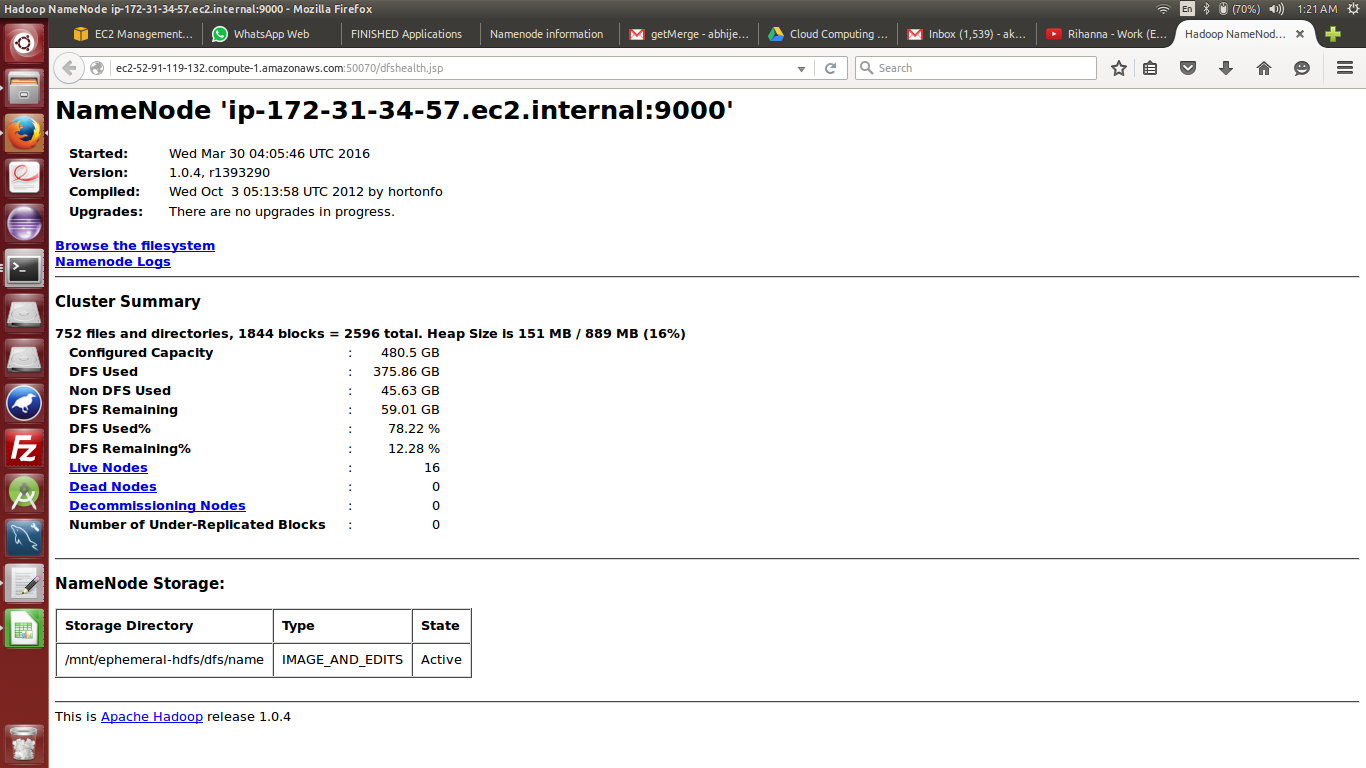 Hadoop NameNode ip-172-31-34-57.ec2.internal:9000 - Mozilla Firefox
En
(70%)
1:21 AM
EC2 Management...
WhatsApp Web
FINISHED Applications
Namenode information
getMerge - abhije...
Cloud Computing ...
Inbox (1,539) - ak...
Rihanna - Work (E...
Hadoop NameNod...
ec2-52-91-119-132.compute-1.amazonaws.com:50070/dfshealth.jsp
Search
NameNode 'ip-172-31-34-57.ec2.internal:9000'
Started: Wed Mar 30 04:05:46 UTC 2016
Version: 1.0.4, r1393290
Compiled: Wed Oct  3 05:13:58 UTC 2012 by hortonfo
Upgrades: There are no upgrades in progress.
Browse the filesystem
Namenode Logs
Cluster Summary
752 files and directories, 1844 blocks = 2596 total. Heap Size is 151 MB / 889 MB (16%)
Configured Capacity : 480.5 GB
DFS Used : 375.86 GB
Non DFS Used : 45.63 GB
DFS Remaining : 59.01 GB
DFS Used% : 78.22 %
DFS Remaining% : 12.28 %
Live Nodes : 16
Dead Nodes : 0
Decommissioning Nodes : 0
Number of Under-Replicated Blocks : 0
NameNode Storage:
Storage Directory Type State
/mnt/ephemeral-hdfs/dfs/name IMAGE_AND_EDITS Active
This is Apache Hadoop release 1.0.4
Fz